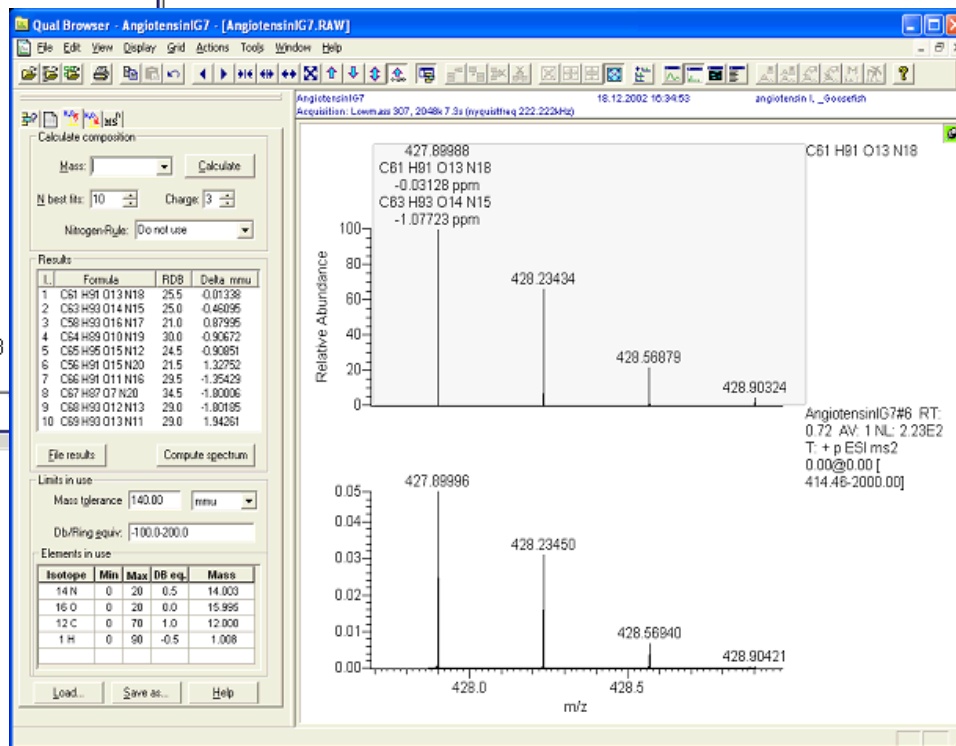 Qual Browser - AngiotensinIG7 - [AngiotensinIG7.RAW]
File Edit View Display Grid Actions Tools Window Help
AngiotensinIG7 18.12.2002 16:34:53 angiotensin I, _Goosefish
Acquisition: Lowmass 307, 2048k 7.3s (nyquistfreq 222.222kHz)
Calculate composition
Mass: Calculate
N best fits: 10 Charge: 3
Nitrogen-Rule: Do not use
Results
I.. Formula RDB Delta mmu
1 C61 H91 O13 N18 25.5 -0.01338
2 C63 H93 O14 N15 25.0 -0.46095
3 C58 H93 O16 N17 21.0 0.87995
4 C64 H89 O10 N19 30.0 -0.90672
5 C65 H95 O15 N12 24.5 -0.90851
6 C56 H91 O15 N20 21.5 1.32752
7 C66 H91 O11 N16 29.5 -1.35429
8 C67 H87 O7 N20 34.5 -1.80006
9 C68 H93 O12 N13 29.0 -1.80185
10 C69 H93 O13 N11 29.0 1.94261
File results Compute spectrum
Limits in use
Mass tolerance 140.00 mmu
Db/Ring equiv: -100.0-200.0
Elements in use
Isotope Min Max DB eq. Mass
14 N 0 20 0.5 14.003
16 O 0 20 0.0 15.995
12 C 0 70 1.0 12.000
1 H 0 90 -0.5 1.008
Load... Save as... Help
427.89988
C61 H91 O13 N18
-0.03128 ppm
C63 H93 O14 N15
-1.07723 ppm
C61 H91 O13 N18
Relative Abundance
100
80
60
40
20
0
428.23434
428.56879
428.90324
AngiotensinIG7#6 RT:
0.72 AV: 1 NL: 2.23E2
T: + p ESI ms2
0.00@0.00 [
414.46-2000.00]
0.05
0.04
0.03
0.02
0.01
0.00
427.89996
428.23450
428.56940
428.90421
428.0 428.5
m/z